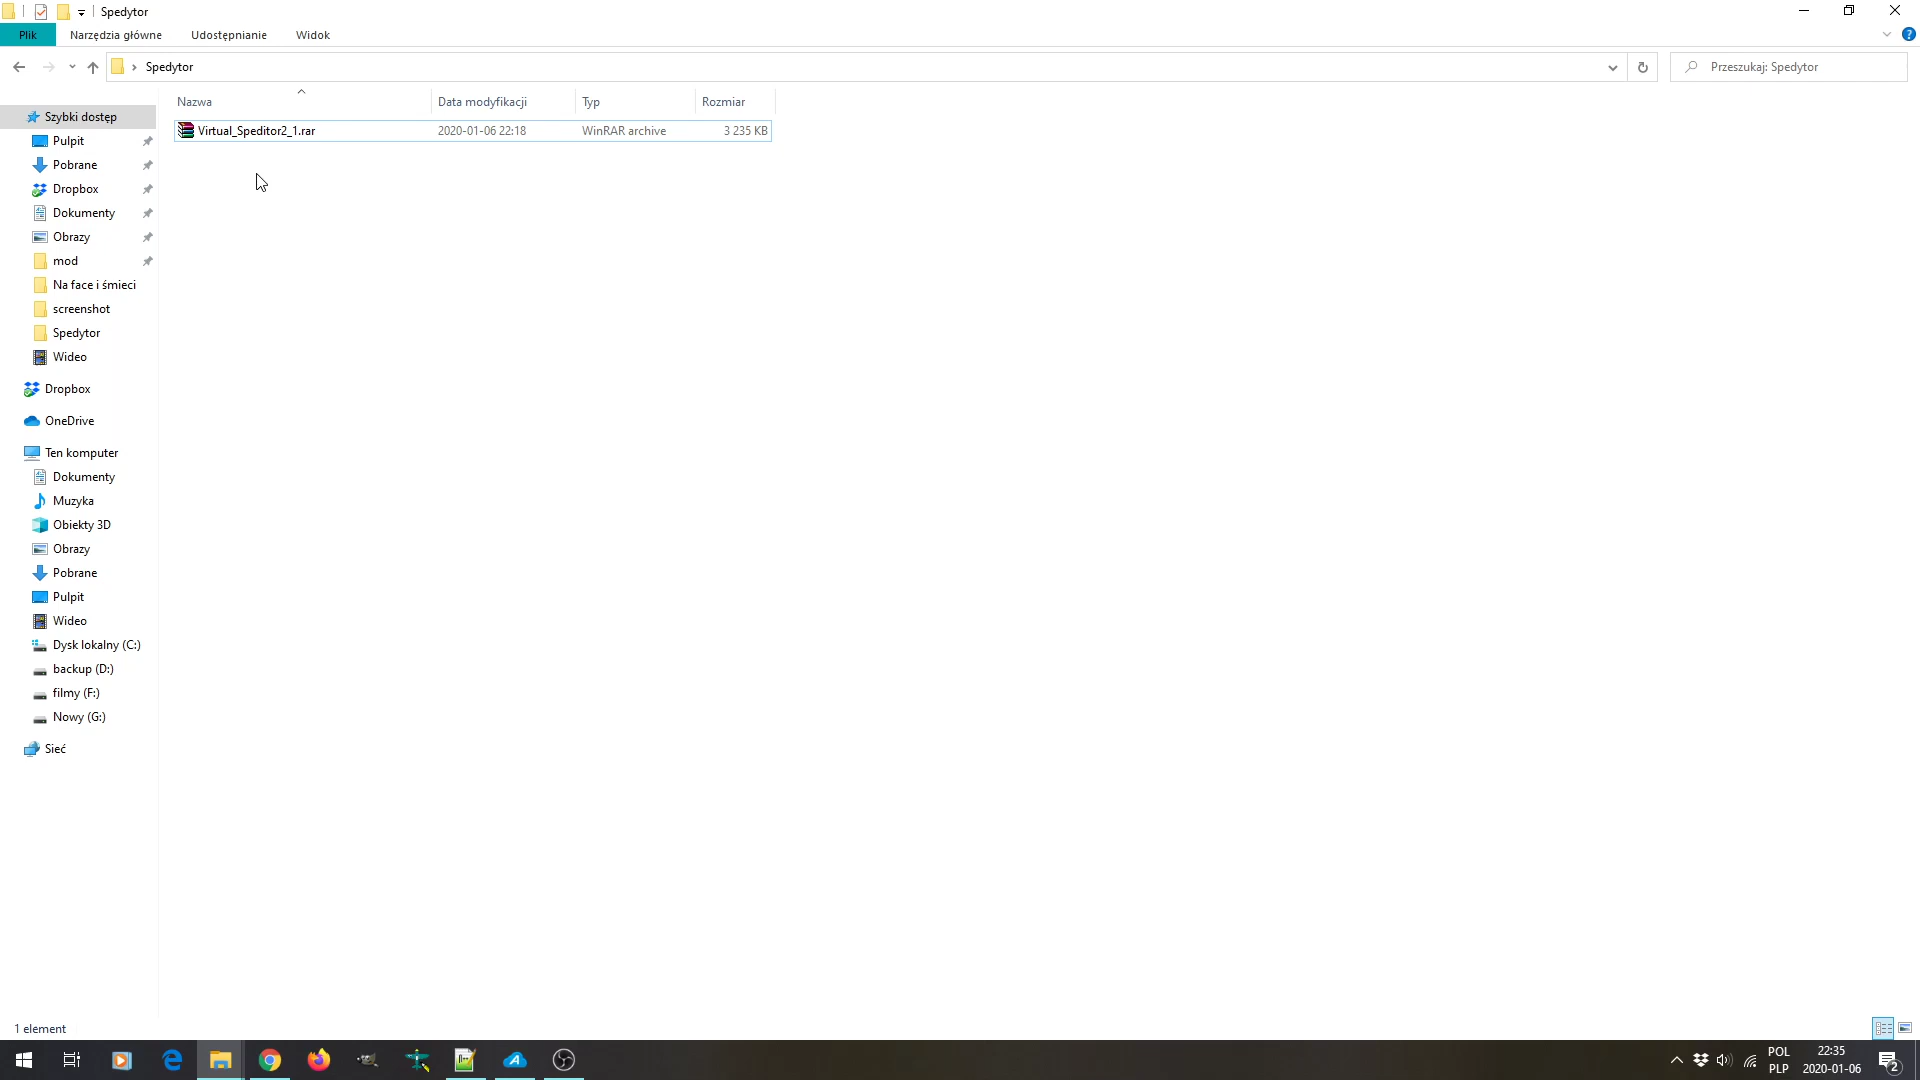 Spedytor
Plik
Narzędzia główne
Udostępnianie
Widok
Spedytor
Przeszukaj: Spedytor
Nazwa
Data modyfikacji
Typ
Rozmiar
Virtual_Speditor2_1.rar
2020-01-06 22:18
WinRAR archive
3 235 KB
Szybki dostęp
Pulpit
Pobrane
Dropbox
Dokumenty
Obrazy
mod
Na face i śmieci
screenshot
Spedytor
Wideo
Dropbox
OneDrive
Ten komputer
Dokumenty
Muzyka
Obiekty 3D
Obrazy
Pobrane
Pulpit
Wideo
Dysk lokalny (C:)
backup (D:)
filmy (F:)
Nowy (G:)
Sieć
1 element
POL
PLP
22:35
2020-01-06
2